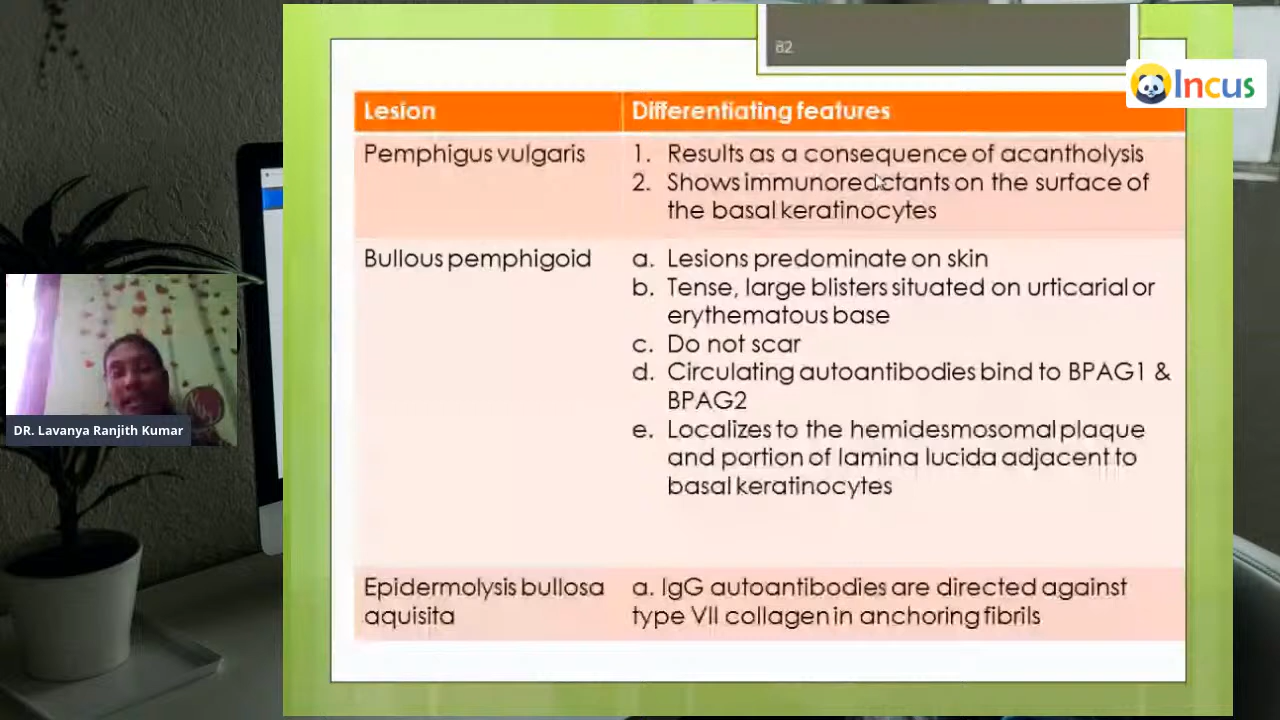 82
Incus
Lesion
Differentiating features
Pemphigus vulgaris
1. Results as a consequence of acantholysis
2. Shows immunoreactants on the surface of
the basal keratinocytes
Bullous pemphigoid
a. Lesions predominate on skin
b. Tense, large blisters situated on urticarial or
erythematous base
c. Do not scar
d. Circulating autoantibodies bind to BPAG1 &
BPAG2
e. Localizes to the hemidesmosomal plaque
and portion of lamina lucida adjacent to
basal keratinocytes
Epidermolysis bullosa
aquisita
a. IgG autoantibodies are directed against
type VII collagen in anchoring fibrils
DR. Lavanya Ranjith Kumar